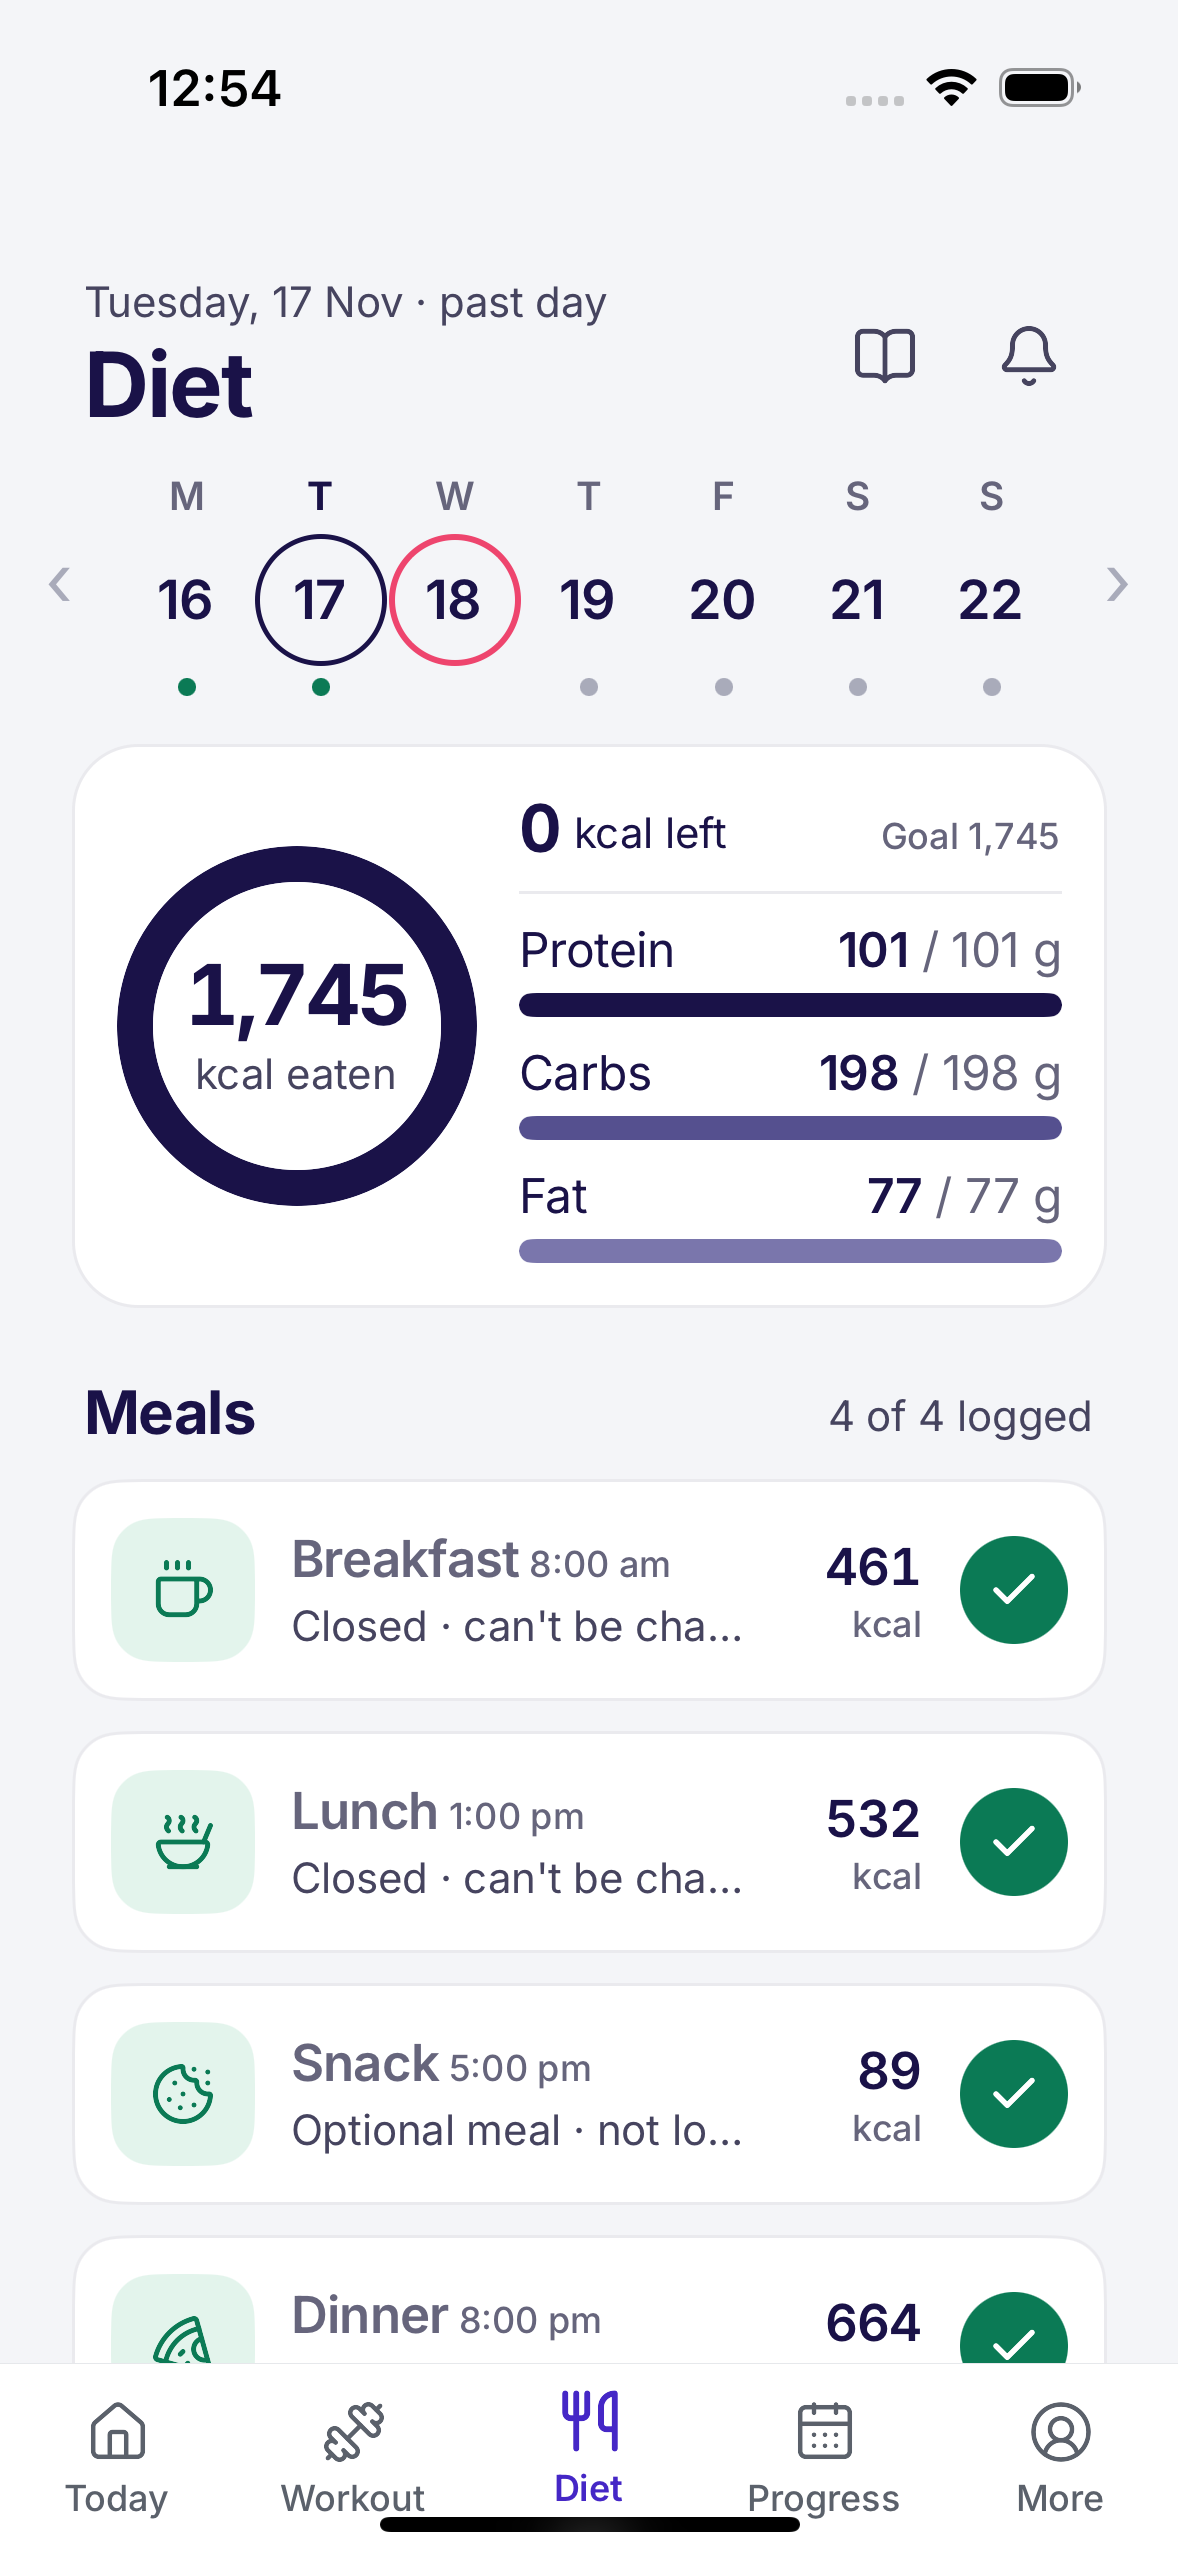 12:54
Tuesday, 17 Nov · past day
Diet
M T W T F S S
‹ 16 17 18 19 20 21 22 ›
0 kcal left Goal 1,745
1,745
kcal eaten
Protein 101 / 101 g
Carbs 198 / 198 g
Fat 77 / 77 g
Meals 4 of 4 logged
Breakfast 8:00 am 461
Closed · can't be cha... kcal
Lunch 1:00 pm 532
Closed · can't be cha... kcal
Snack 5:00 pm 89
Optional meal · not lo... kcal
Dinner 8:00 pm 664
Today Workout Diet Progress More